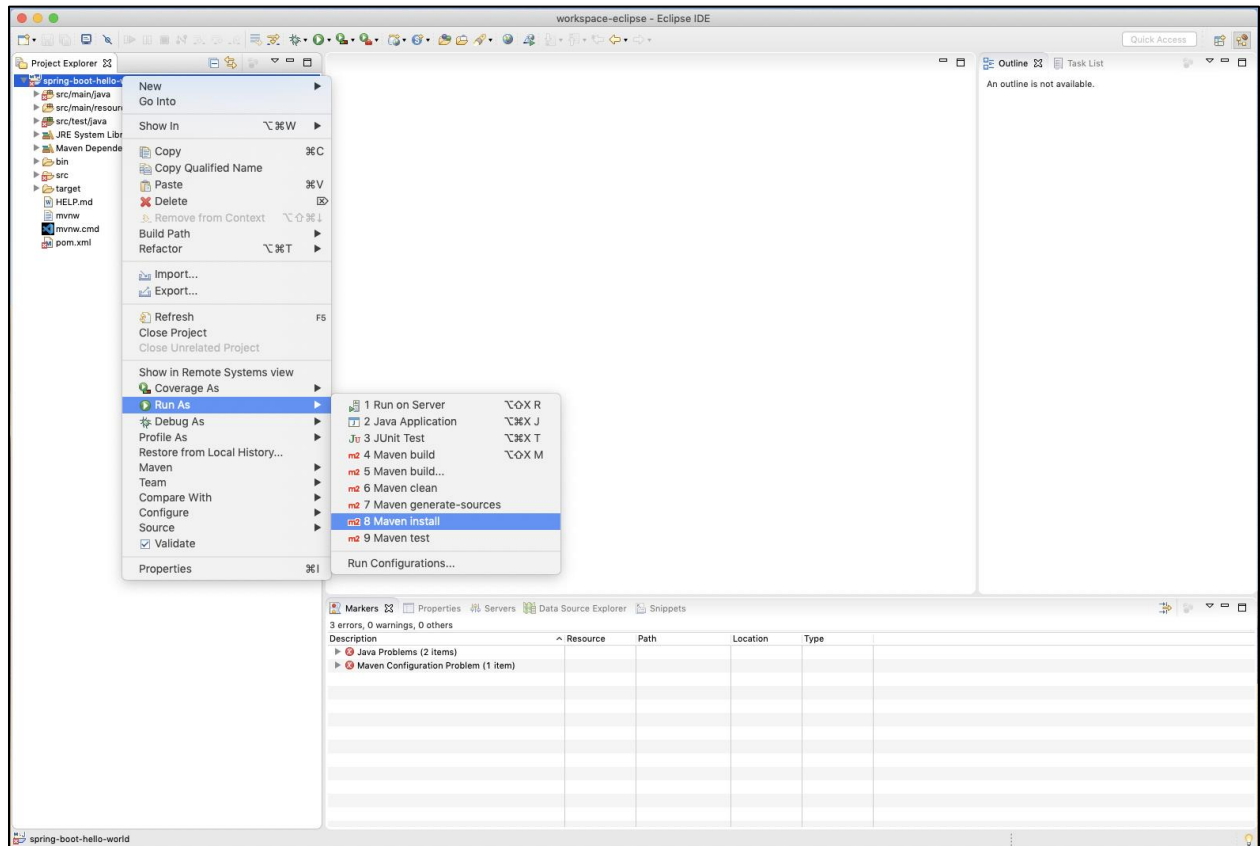 workspace-eclipse - Eclipse IDE
Quick Access
Project Explorer
spring-boot-hello-w
src/main/java
src/main/resour
src/test/java
JRE System Libr
Maven Depende
bin
src
target
HELP.md
mvnw
mvnw.cmd
pom.xml
New
Go Into
Show In ⌥⌘W
Copy ⌘C
Copy Qualified Name
Paste ⌘V
Delete ⌦
Remove from Context ⌥⇧⌘↓
Build Path
Refactor ⌥⌘T
Import...
Export...
Refresh F5
Close Project
Close Unrelated Project
Show in Remote Systems view
Coverage As
Run As
Debug As
Profile As
Restore from Local History...
Maven
Team
Compare With
Configure
Source
Validate
Properties ⌘I
1 Run on Server ⌥⇧X R
2 Java Application ⌥⌘X J
3 JUnit Test ⌥⌘X T
4 Maven build ⌥⇧X M
5 Maven build...
6 Maven clean
7 Maven generate-sources
8 Maven install
9 Maven test
Run Configurations...
Outline Task List
An outline is not available.
Markers Properties Servers Data Source Explorer Snippets
3 errors, 0 warnings, 0 others
Description Resource Path Location Type
Java Problems (2 items)
Maven Configuration Problem (1 item)
spring-boot-hello-world